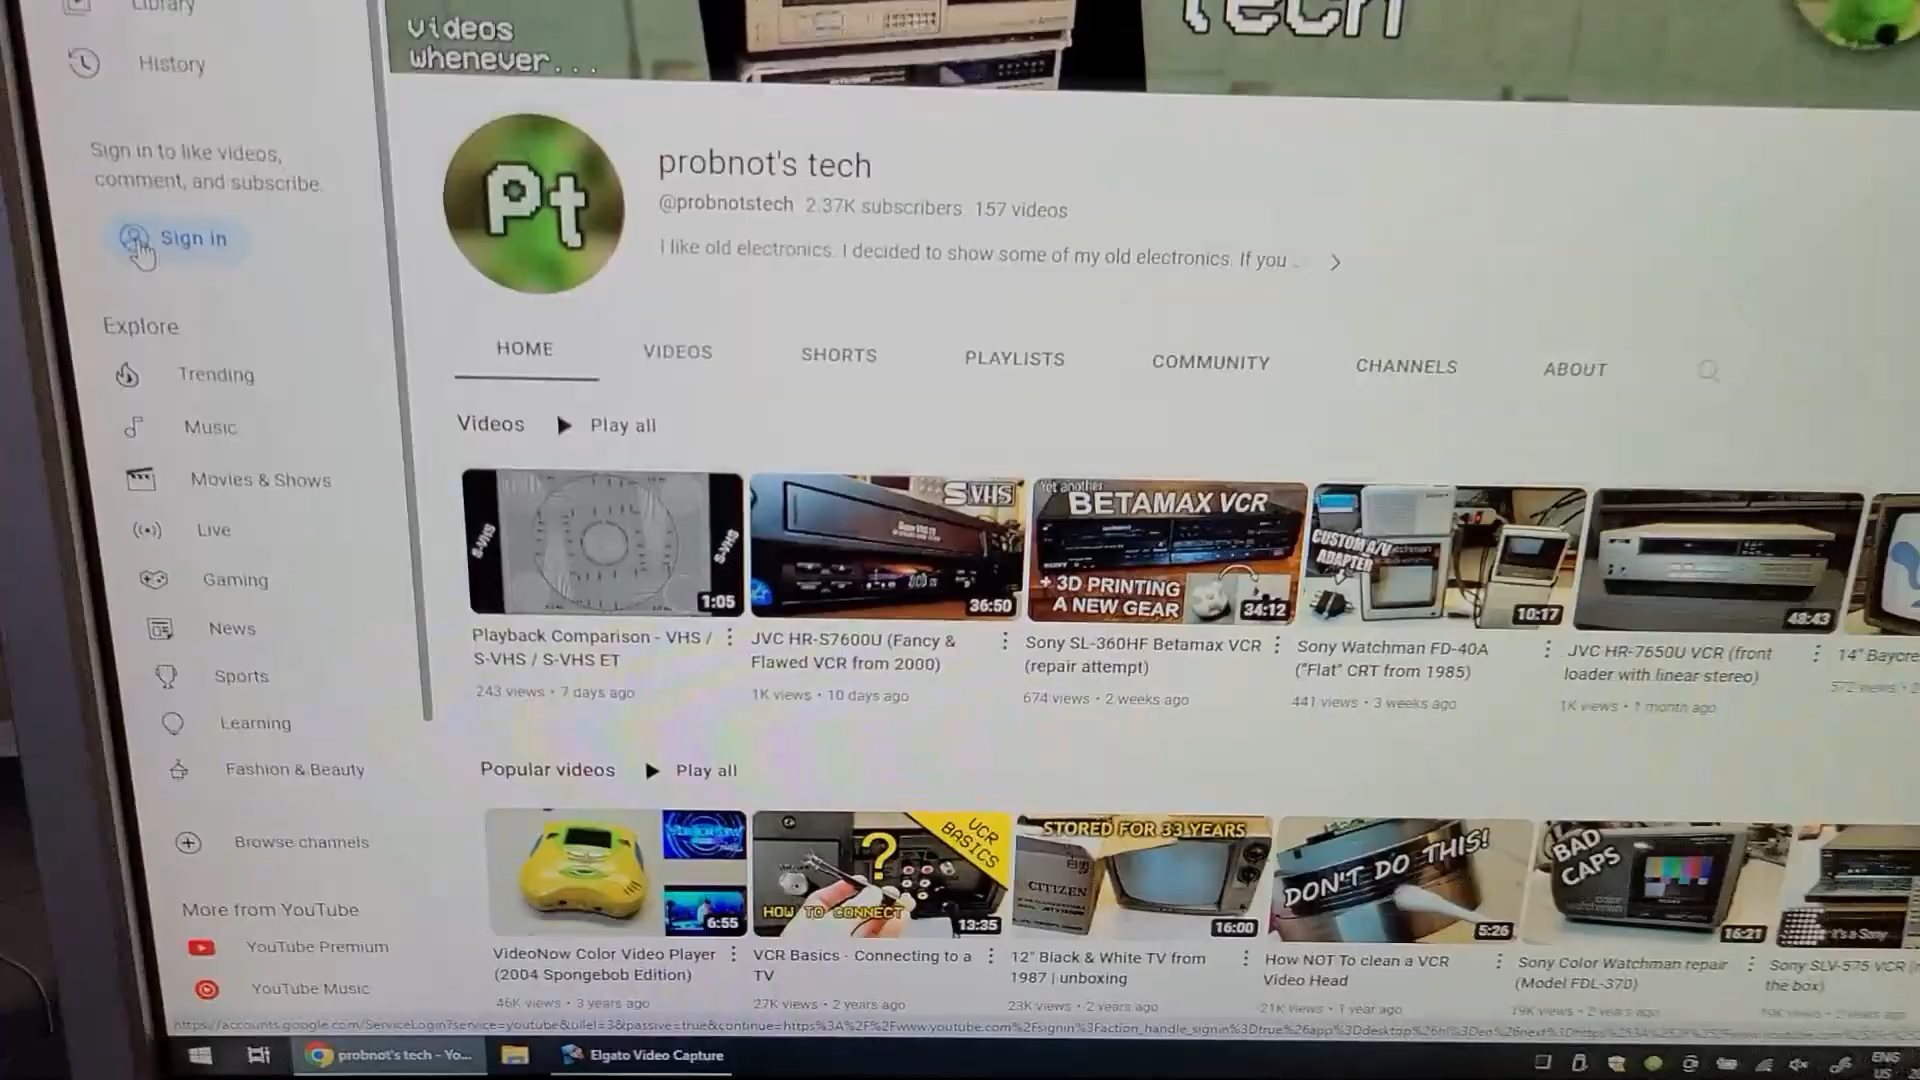 Library
History
Sign in to like videos,
comment, and subscribe.
Sign in
Explore
Trending
Music
Movies & Shows
Live
Gaming
News
Sports
Learning
Fashion & Beauty
Browse channels
More from YouTube
YouTube Premium
YouTube Music
videos
whenever...
tech
Pt
probnot's tech
@probnotstech 2.37K subscribers 157 videos
I like old electronics. I decided to show some of my old electronics. If you ...
HOME VIDEOS SHORTS PLAYLISTS COMMUNITY CHANNELS ABOUT
Videos Play all
S-VHS
S-VHS
1:05
Playback Comparison - VHS /
S-VHS / S-VHS ET
243 views • 7 days ago
S VHS
36:50
JVC HR-S7600U (Fancy &
Flawed VCR from 2000)
1K views • 10 days ago
Yet another
BETAMAX VCR
+ 3D PRINTING
A NEW GEAR
34:12
Sony SL-360HF Betamax VCR
(repair attempt)
674 views • 2 weeks ago
CUSTOM A/V
ADAPTER
10:17
Sony Watchman FD-40A
("Flat" CRT from 1985)
441 views • 3 weeks ago
48:43
JVC HR-7650U VCR (front
loader with linear stereo)
1K views • 1 month ago
14" Baycre
572 views • 2
Popular videos Play all
6:55
VideoNow Color Video Player
(2004 Spongebob Edition)
46K views • 3 years ago
VCR
BASICS
?
HOW TO CONNECT
13:35
VCR Basics - Connecting to a
TV
27K views • 2 years ago
STORED FOR 33 YEARS
CITIZEN
16:00
12" Black & White TV from
1987 | unboxing
23K views • 2 years ago
DON'T DO THIS!
5:26
How NOT To clean a VCR
Video Head
21K views • 1 year ago
BAD
CAPS
16:21
Sony Color Watchman repair
(Model FDL-370)
19K views • 2 years ago
It's a Sony
Sony SLV-575 VCR
the box)
probnot's tech - Yo...
Elgato Video Capture
ENG
US